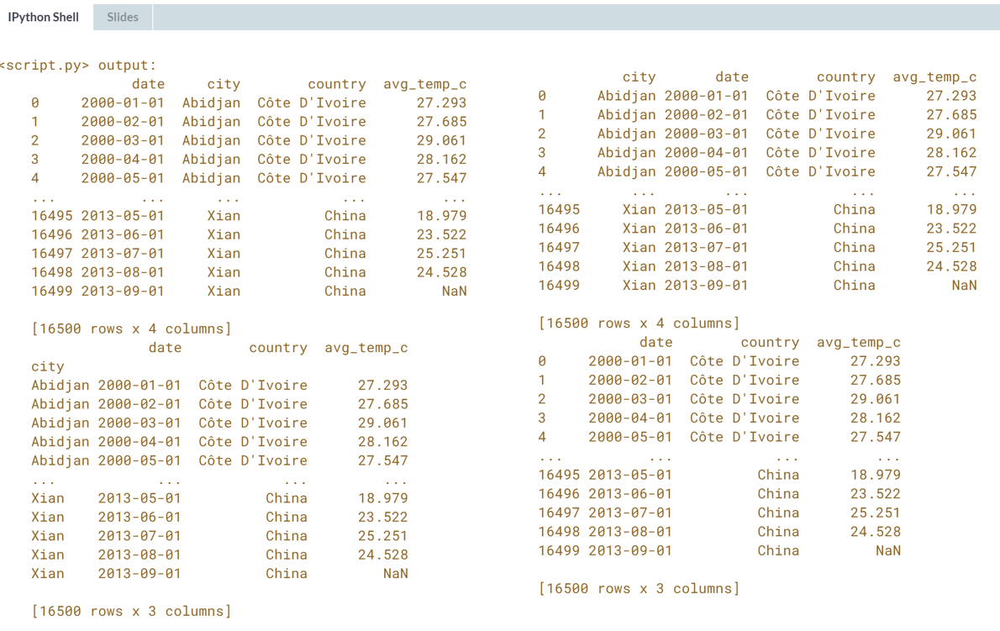 IPython Shell
Slides
<script.py> output:
date city country avg_temp_c
0 2000-01-01 Abidjan Côte D'Ivoire 27.293
1 2000-02-01 Abidjan Côte D'Ivoire 27.685
2 2000-03-01 Abidjan Côte D'Ivoire 29.061
3 2000-04-01 Abidjan Côte D'Ivoire 28.162
4 2000-05-01 Abidjan Côte D'Ivoire 27.547
... ... ... ... ...
16495 2013-05-01 Xian China 18.979
16496 2013-06-01 Xian China 23.522
16497 2013-07-01 Xian China 25.251
16498 2013-08-01 Xian China 24.528
16499 2013-09-01 Xian China NaN
[16500 rows x 4 columns]
date country avg_temp_c
city
Abidjan 2000-01-01 Côte D'Ivoire 27.293
Abidjan 2000-02-01 Côte D'Ivoire 27.685
Abidjan 2000-03-01 Côte D'Ivoire 29.061
Abidjan 2000-04-01 Côte D'Ivoire 28.162
Abidjan 2000-05-01 Côte D'Ivoire 27.547
... ... ... ...
Xian 2013-05-01 China 18.979
Xian 2013-06-01 China 23.522
Xian 2013-07-01 China 25.251
Xian 2013-08-01 China 24.528
Xian 2013-09-01 China NaN
[16500 rows x 3 columns]
city date country avg_temp_c
0 Abidjan 2000-01-01 Côte D'Ivoire 27.293
1 Abidjan 2000-02-01 Côte D'Ivoire 27.685
2 Abidjan 2000-03-01 Côte D'Ivoire 29.061
3 Abidjan 2000-04-01 Côte D'Ivoire 28.162
4 Abidjan 2000-05-01 Côte D'Ivoire 27.547
... ... ... ... ...
16495 Xian 2013-05-01 China 18.979
16496 Xian 2013-06-01 China 23.522
16497 Xian 2013-07-01 China 25.251
16498 Xian 2013-08-01 China 24.528
16499 Xian 2013-09-01 China NaN
[16500 rows x 4 columns]
date country avg_temp_c
0 2000-01-01 Côte D'Ivoire 27.293
1 2000-02-01 Côte D'Ivoire 27.685
2 2000-03-01 Côte D'Ivoire 29.061
3 2000-04-01 Côte D'Ivoire 28.162
4 2000-05-01 Côte D'Ivoire 27.547
... ... ... ...
16495 2013-05-01 China 18.979
16496 2013-06-01 China 23.522
16497 2013-07-01 China 25.251
16498 2013-08-01 China 24.528
16499 2013-09-01 China NaN
[16500 rows x 3 columns]